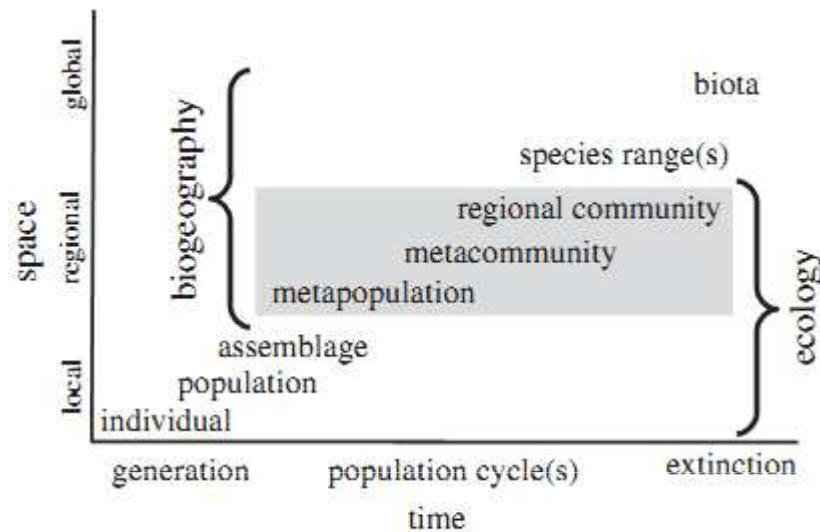 global
biota
biogeography
species range(s)
space
regional
regional community
metacommunity
metapopulation
ecology
assemblage
local
population
individual
generation
population cycle(s)
extinction
time